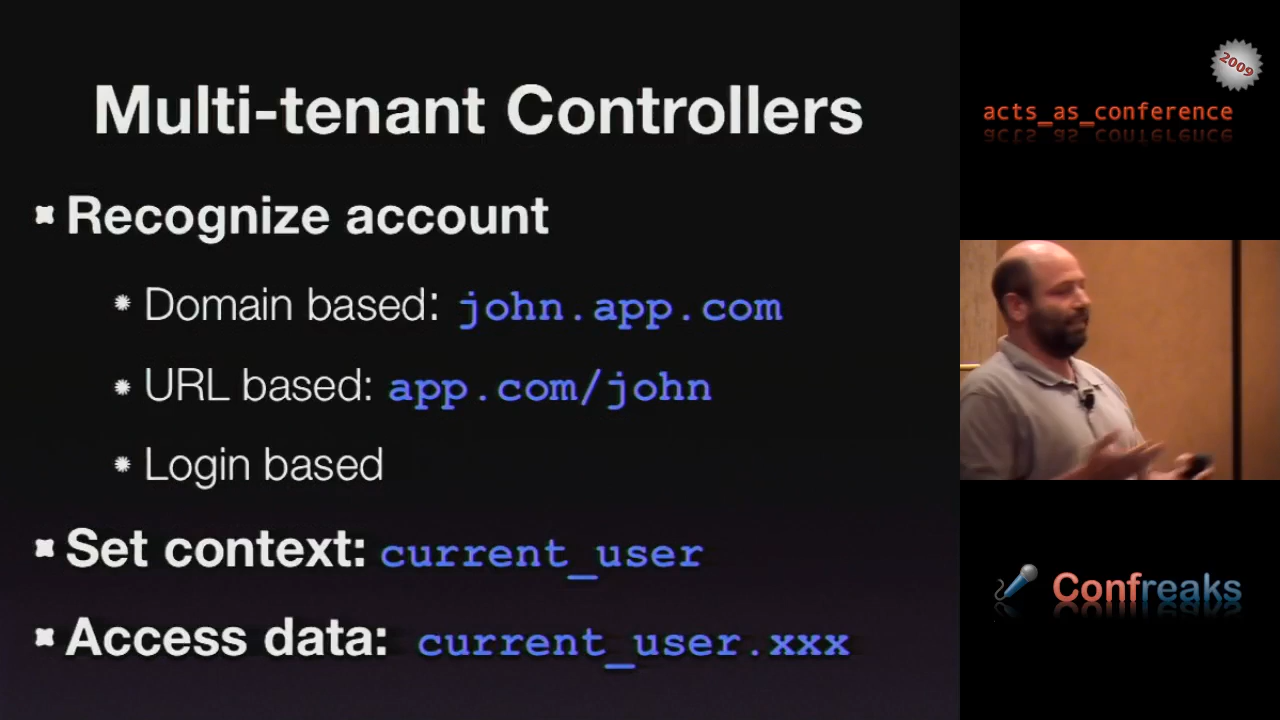 Multi-tenant Controllers
Recognize account
Domain based: john.app.com
URL based: app.com/john
Login based
Set context: current_user
Access data: current_user.xxx
2009
acts_as_conference
Confreaks